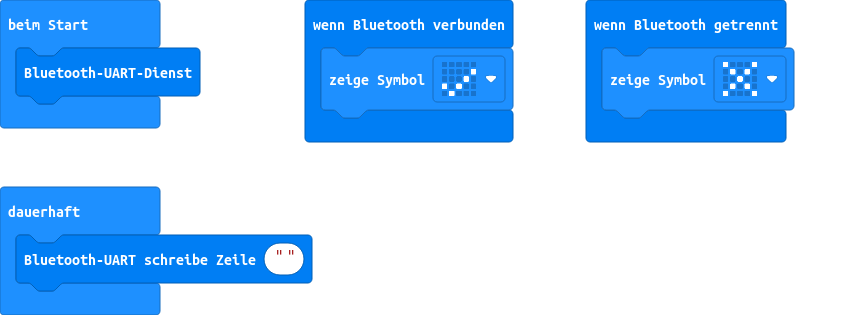 beim Start
Bluetooth-UART-Dienst
wenn Bluetooth verbunden
zeige Symbol
wenn Bluetooth getrennt
zeige Symbol
dauerhaft
Bluetooth-UART schreibe Zeile " "